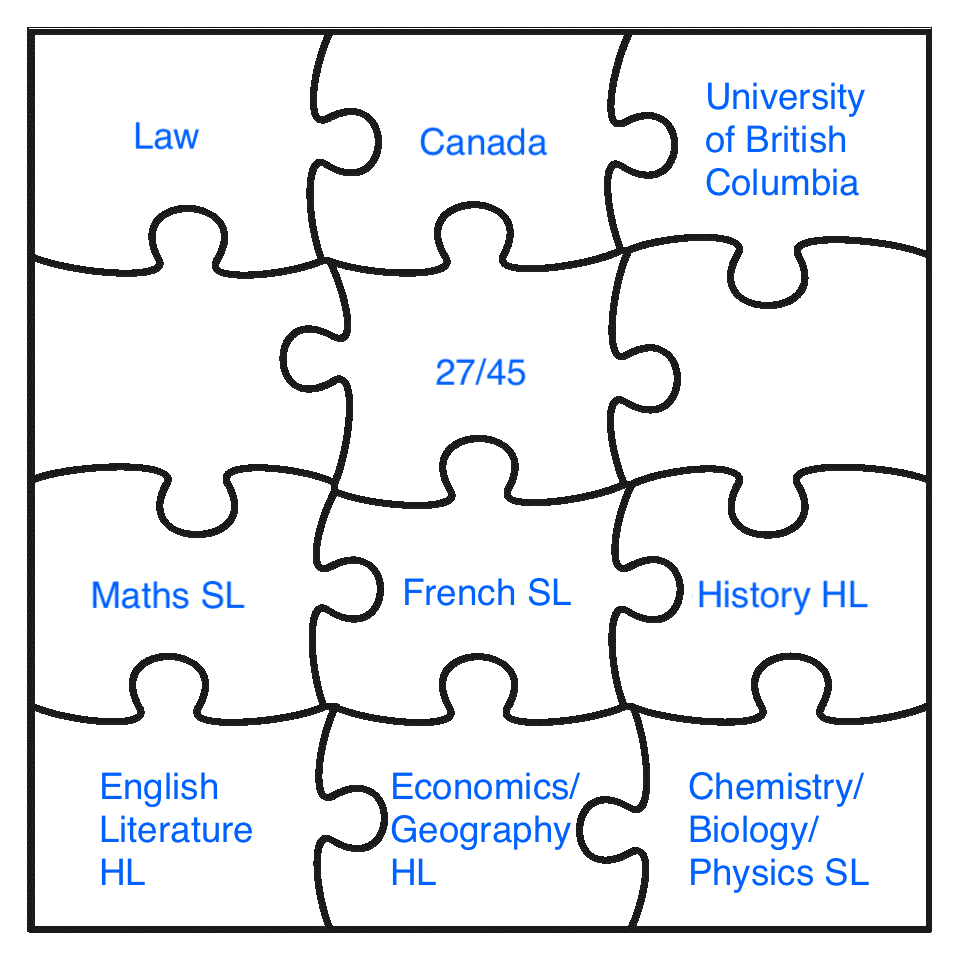 Law
Canada
University
of British
Columbia
27/45
Maths SL
French SL
History HL
English
Literature
HL
Economics/
Geography
HL
Chemistry/
Biology/
Physics SL